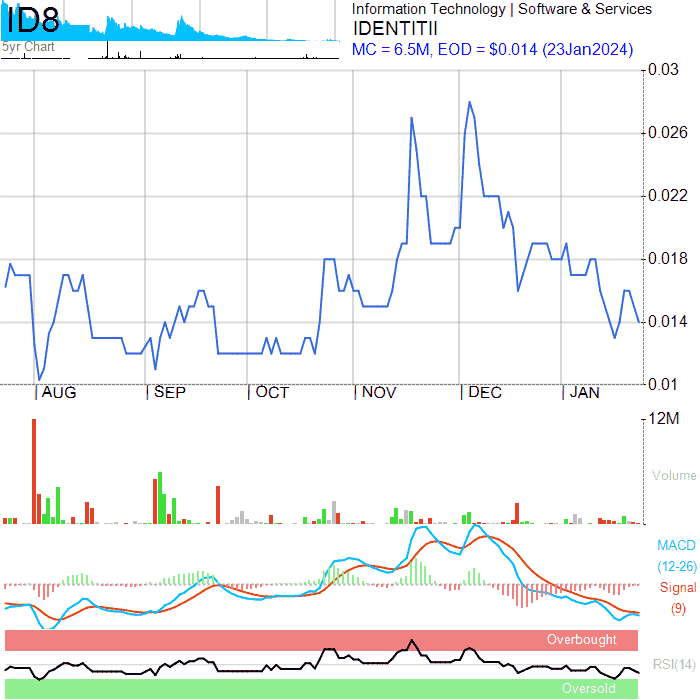 ID8
5yr Chart
Information Technology | Software & Services
IDENTITII
MC = 6.5M, EOD = $0.014 (23Jan2024)
0.03
0.026
0.022
0.018
0.014
0.01
AUG SEP OCT NOV DEC JAN
12M
Volume
MACD
(12-26)
Signal
(9)
Overbought
RSI(14)
Oversold